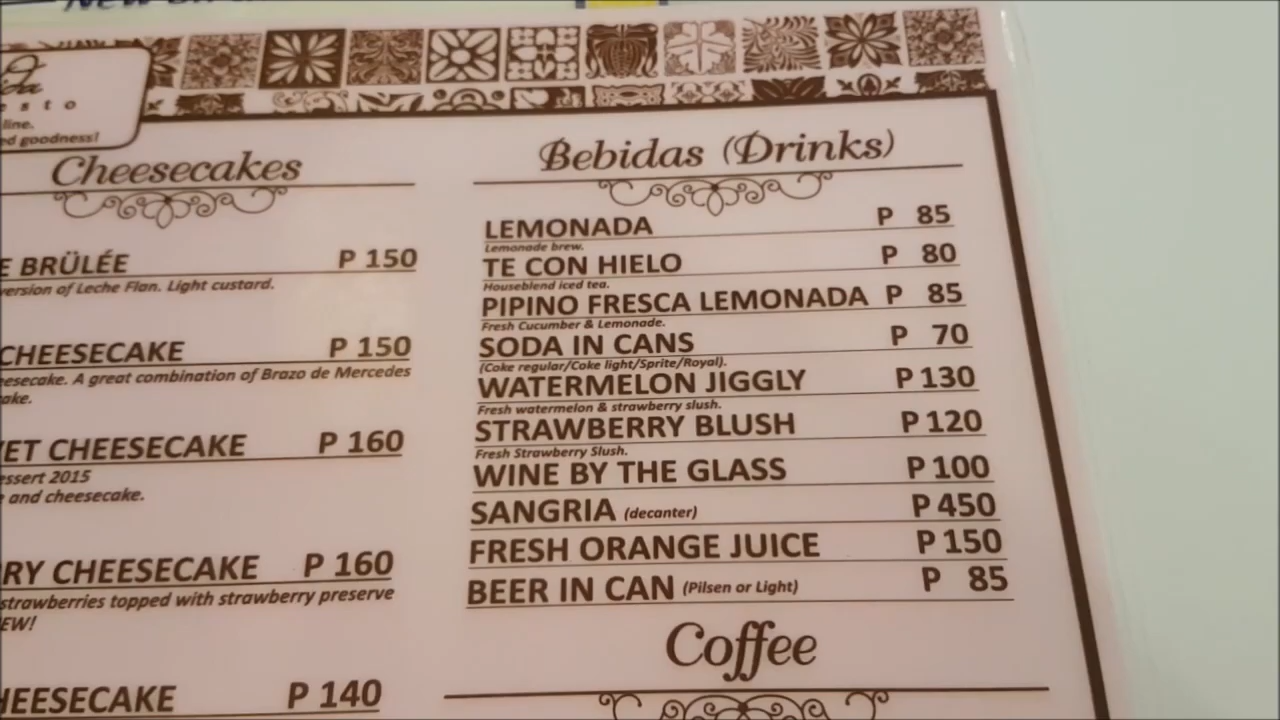 New on
esto
line.
ed goodness!
Cheesecakes
E BRÜLÉE P 150
version of Leche Flan. Light custard.
CHEESECAKE P 150
eesecake. A great combination of Brazo de Mercedes
ake.
VET CHEESECAKE P 160
essert 2015
and cheesecake.
RY CHEESECAKE P 160
strawberries topped with strawberry preserve
EW!
HEESECAKE P 140
Bebidas (Drinks)
LEMONADA P 85
Lemonade brew.
TE CON HIELO P 80
Houseblend iced tea.
PIPINO FRESCA LEMONADA P 85
Fresh Cucumber & Lemonade.
SODA IN CANS P 70
(Coke regular/Coke light/Sprite/Royal).
WATERMELON JIGGLY P 130
Fresh watermelon & strawberry slush.
STRAWBERRY BLUSH P 120
Fresh Strawberry Slush.
WINE BY THE GLASS P 100
SANGRIA (decanter) P 450
FRESH ORANGE JUICE P 150
BEER IN CAN (Pilsen or Light) P 85
Coffee